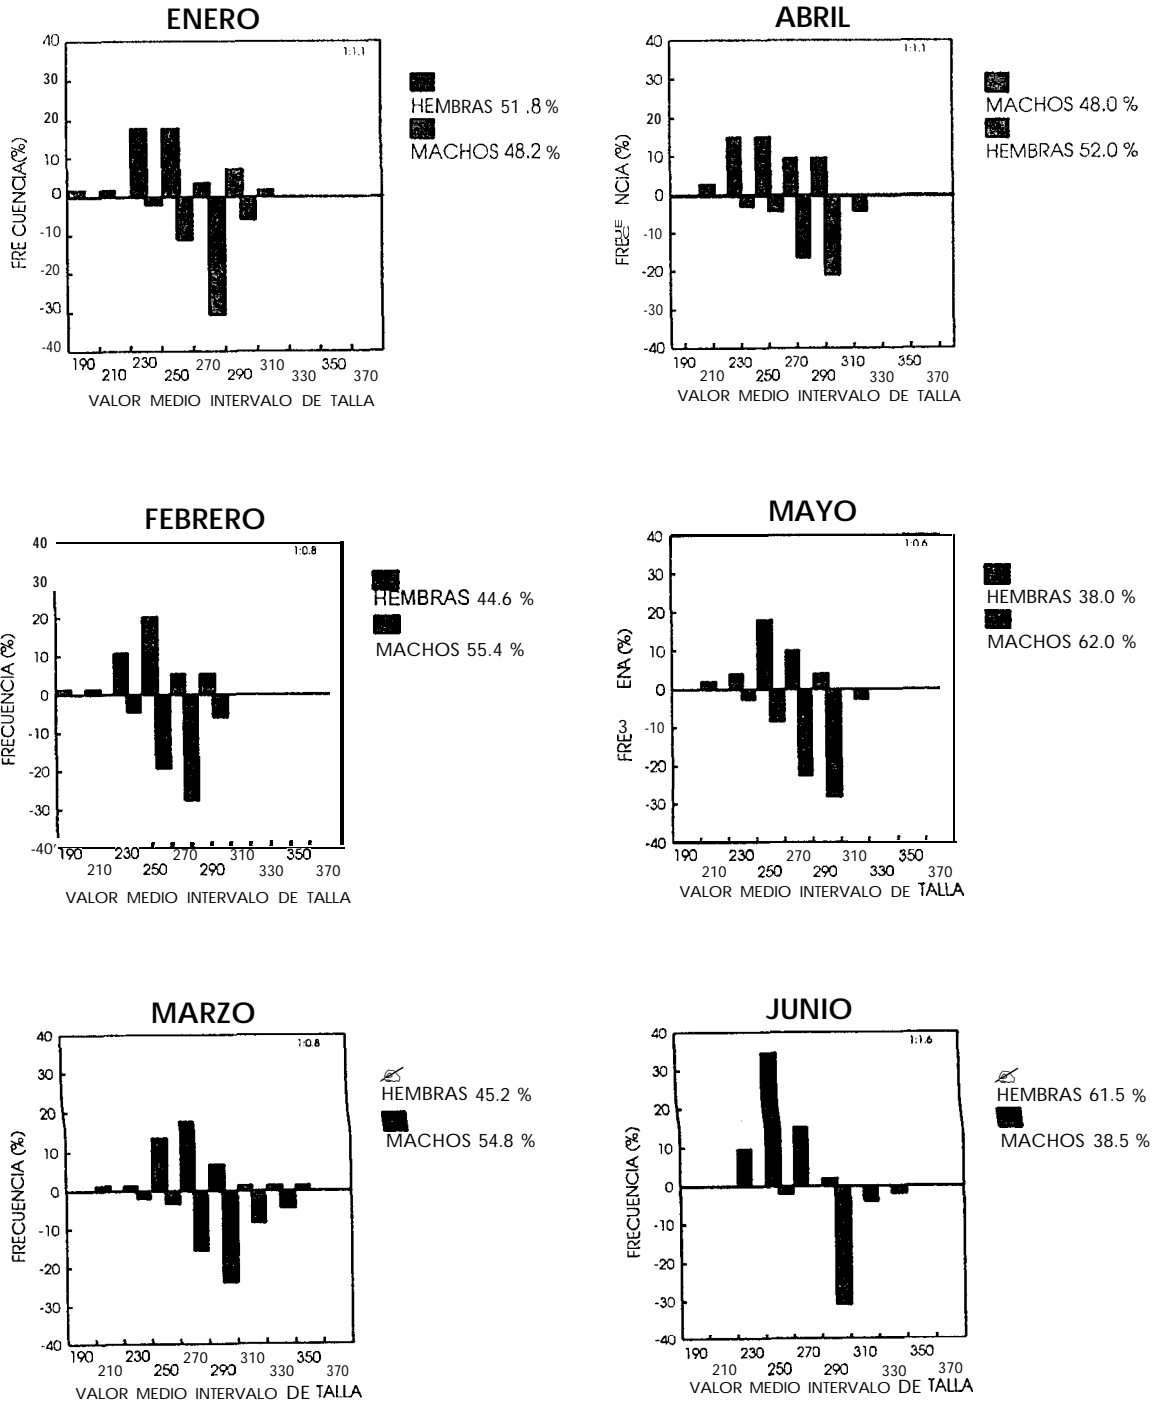 ENERO
40
1:1.1
30
20
10
0
-10
-20
-30
-40
FRE CUENCIA(%)
HEMBRAS 51 .8 %
MACHOS 48.2 %
190 230 270 310 350
210 250 290 330 370
VALOR MEDIO INTERVALO DE TALLA
ABRIL
40
1:1.1
30
20
10
0
-10
-20
-30
-40
NCIA (%)
MACHOS 48.0 %
HEMBRAS 52.0 %
190 230 270 310 350
210 250 290 330 370
VALOR MEDIO INTERVALO DE TALLA
FEBRERO
40
1:0.8
30
20
10
0
-10
-20
-30
-40
FRECUENCIA (%)
HEMBRAS 44.6 %
MACHOS 55.4 %
190 230 270 310 350
210 250 290 330 370
VALOR MEDIO INTERVALO DE TALLA
MAYO
40
1:0.6
30
20
10
0
-10
-20
-30
-40
FRE3 ENA (%)
HEMBRAS 38.0 %
MACHOS 62.0 %
190 230 270 310 350
210 250 290 330 370
VALOR MEDIO INTERVALO DE TALLA
MARZO
40
1:0.8
30
20
10
0
-10
-20
-30
-40
FRECUENCIA (%)
HEMBRAS 45.2 %
MACHOS 54.8 %
190 230 270 310 350
210 250 290 330 370
VALOR MEDIO INTERVALO DE TALLA
JUNIO
40
1:1.6
30
20
10
0
-10
-20
-30
-40
FRECUENCIA (%)
HEMBRAS 61.5 %
MACHOS 38.5 %
190 230 270 310 350
210 250 290 330 370
VALOR MEDIO INTERVALO DE TALLA